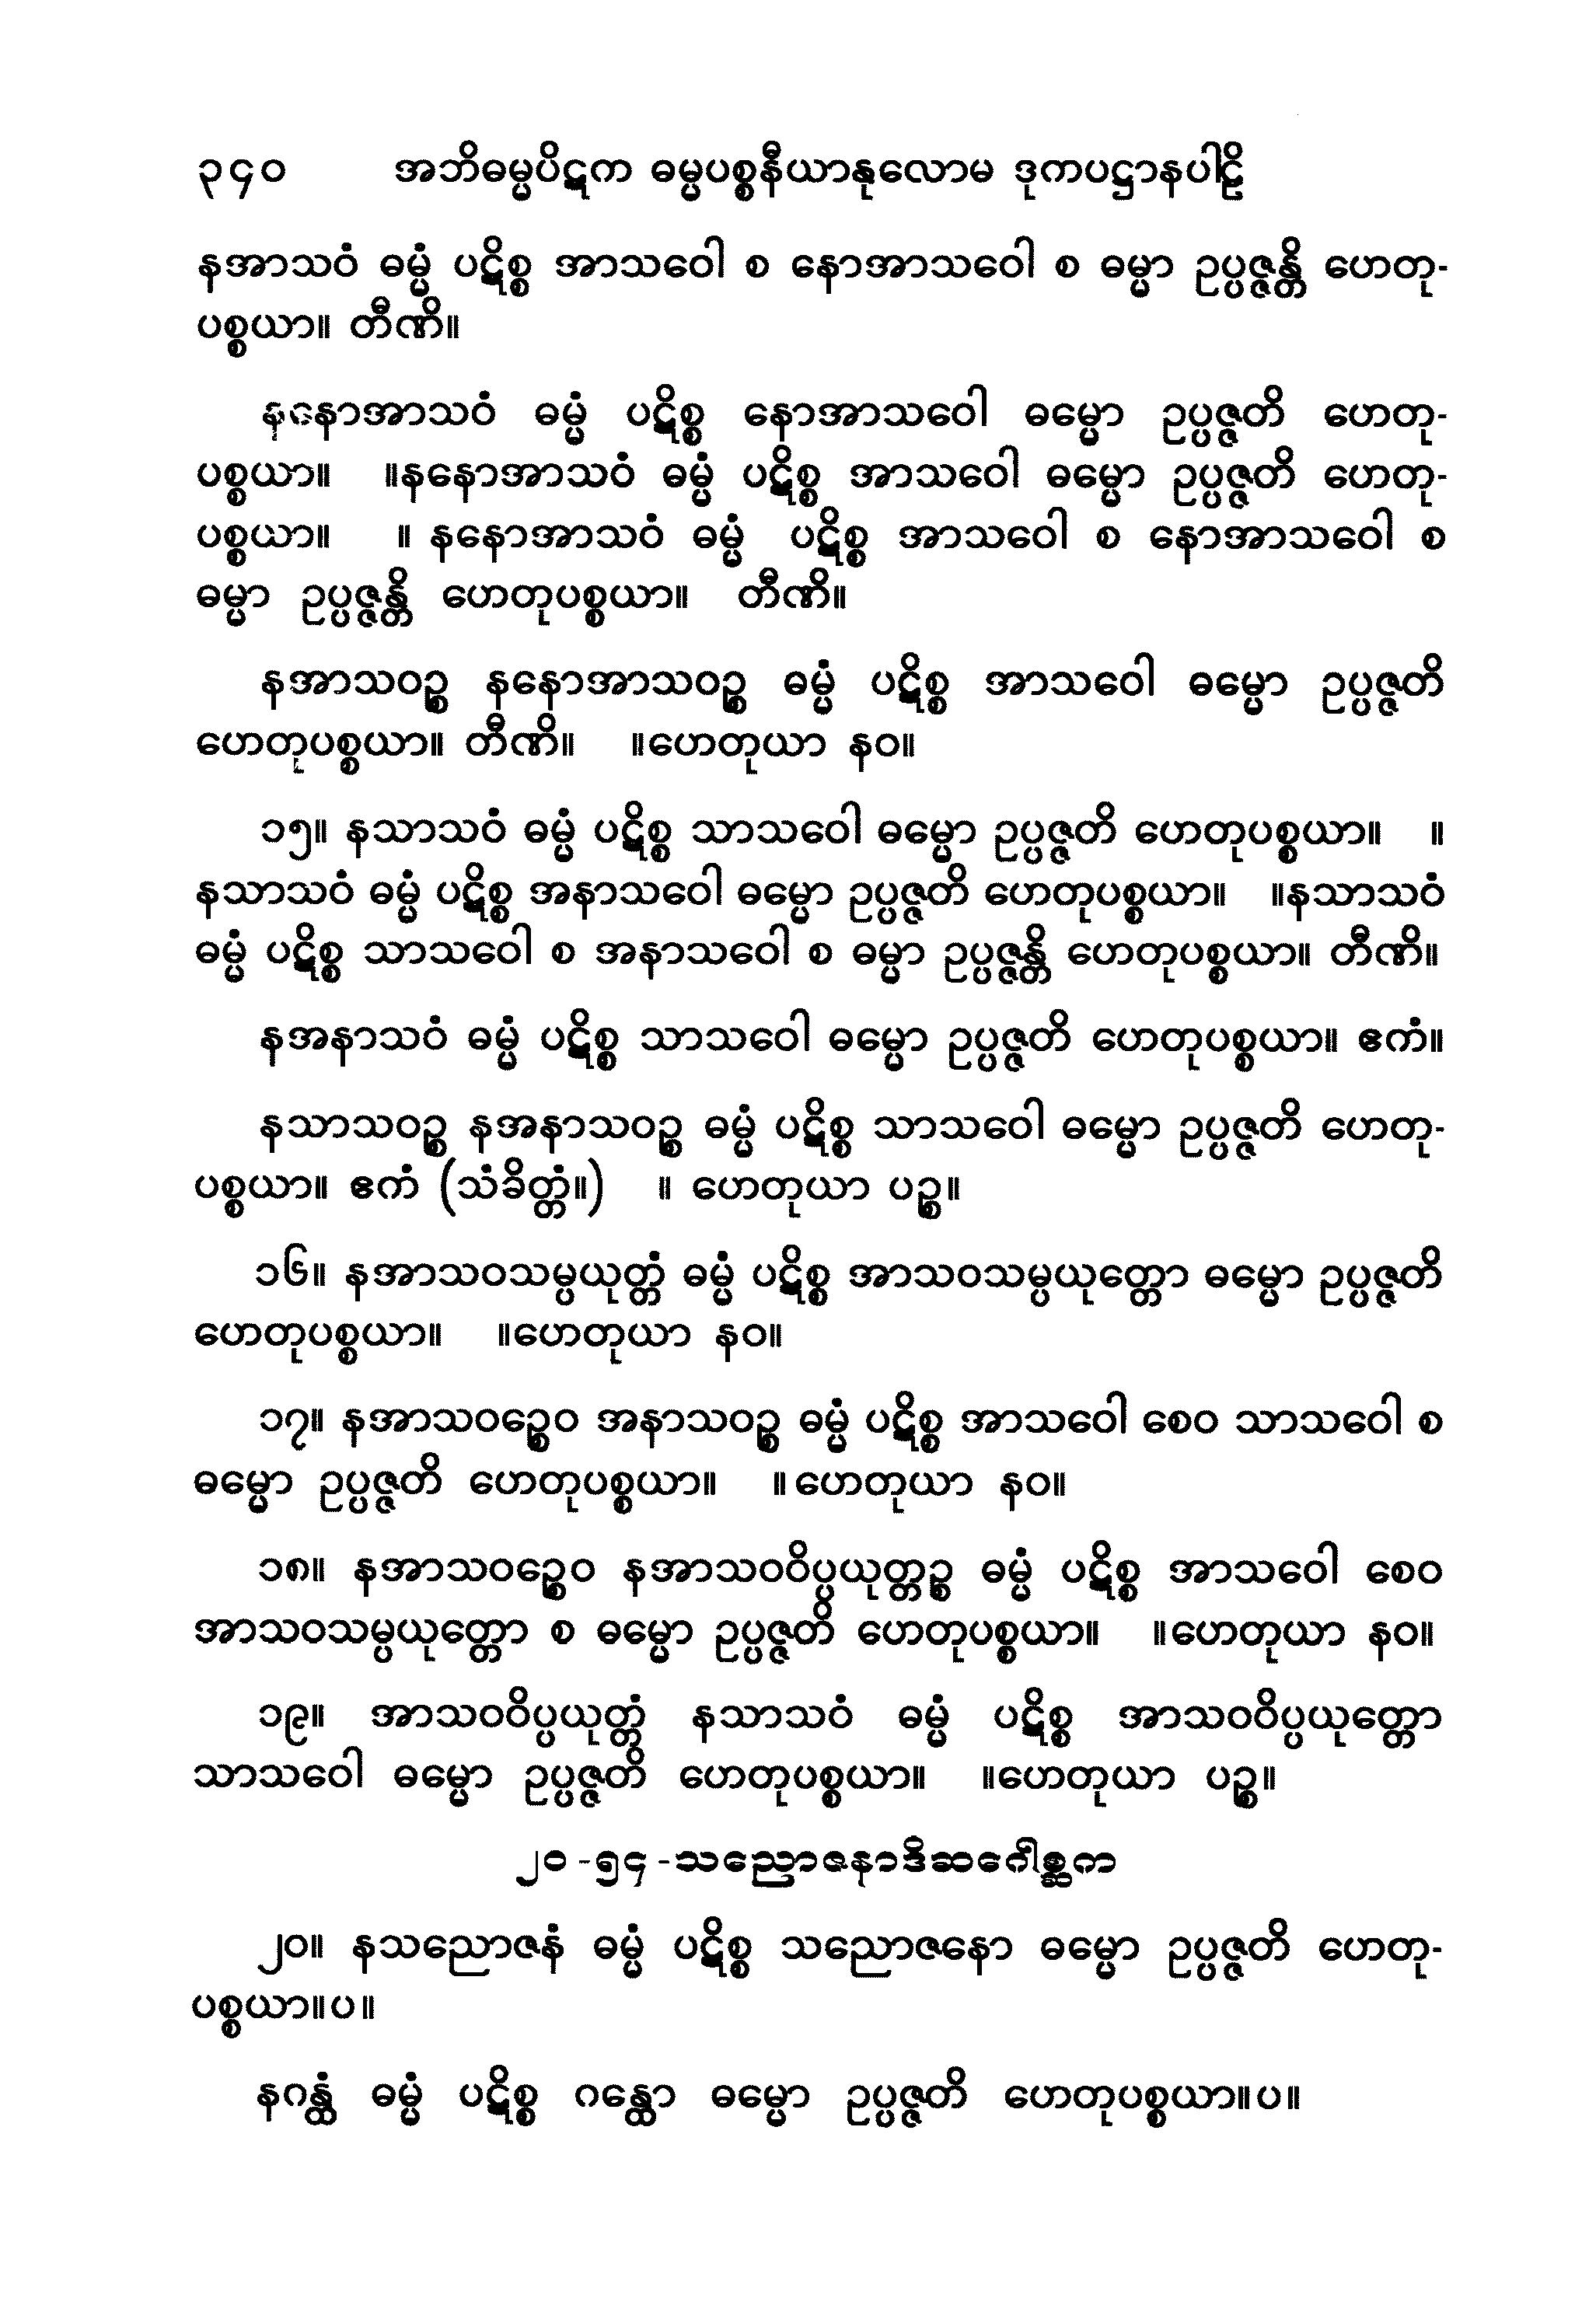 ၃၄၀ အဘိဓမ္မပိဋက ဓမ္မပစ္စနီယာနုလောမ ဒုကပဋ္ဌာနပါဠိ
နအာသဝံ ဓမ္မံ ပဋိစ္စ အာသဝေါ စ နောအာသဝေါ စ ဓမ္မာ ဥပ္ပဇ္ဇန္တိ ဟေတု-
ပစ္စယာ။ တီဏိ။
နနောအာသဝံ ဓမ္မံ ပဋိစ္စ နောအာသဝေါ ဓမ္မော ဥပ္ပဇ္ဇတိ ဟေတု-
ပစ္စယာ။ ။နနောအာသဝံ ဓမ္မံ ပဋိစ္စ အာသဝေါ ဓမ္မော ဥပ္ပဇ္ဇတိ ဟေတု-
ပစ္စယာ။ ။ နနောအာသဝံ ဓမ္မံ ပဋိစ္စ အာသဝေါ စ နောအာသဝေါ စ
ဓမ္မာ ဥပ္ပဇ္ဇန္တိ ဟေတုပစ္စယာ။ တီဏိ။
နအာသဝဉ္စ နနောအာသဝဉ္စ ဓမ္မံ ပဋိစ္စ အာသဝေါ ဓမ္မော ဥပ္ပဇ္ဇတိ
ဟေတုပစ္စယာ။ တီဏိ။ ။ဟေတုယာ နဝ။
၁၅။ နသာသဝံ ဓမ္မံ ပဋိစ္စ သာသဝေါ ဓမ္မော ဥပ္ပဇ္ဇတိ ဟေတုပစ္စယာ။ ။
နသာသဝံ ဓမ္မံ ပဋိစ္စ အနာသဝေါ ဓမ္မော ဥပ္ပဇ္ဇတိ ဟေတုပစ္စယာ။ ။နသာသဝံ
ဓမ္မံ ပဋိစ္စ သာသဝေါ စ အနာသဝေါ စ ဓမ္မာ ဥပ္ပဇ္ဇန္တိ ဟေတုပစ္စယာ။ တီဏိ။
နအနာသဝံ ဓမ္မံ ပဋိစ္စ သာသဝေါ ဓမ္မော ဥပ္ပဇ္ဇတိ ဟေတုပစ္စယာ။ ဧကံ။
နသာသဝဉ္စ နအနာသဝဉ္စ ဓမ္မံ ပဋိစ္စ သာသဝေါ ဓမ္မော ဥပ္ပဇ္ဇတိ ဟေတု-
ပစ္စယာ။ ဧကံ (သံခိတ္တံ။) ။ ဟေတုယာ ပဉ္စ။
၁၆။ နအာသဝသမ္ပယုတ္တံ ဓမ္မံ ပဋိစ္စ အာသဝသမ္ပယုတ္တော ဓမ္မော ဥပ္ပဇ္ဇတိ
ဟေတုပစ္စယာ။ ။ဟေတုယာ နဝ။
၁၇။ နအာသဝဉ္စေဝ အနာသဝဉ္စ ဓမ္မံ ပဋိစ္စ အာသဝေါ စေဝ သာသဝေါ စ
ဓမ္မော ဥပ္ပဇ္ဇတိ ဟေတုပစ္စယာ။ ။ဟေတုယာ နဝ။
၁၈။ နအာသဝဉ္စေဝ နအာသဝဝိပ္ပယုတ္တဉ္စ ဓမ္မံ ပဋိစ္စ အာသဝေါ စေဝ
အာသဝသမ္ပယုတ္တော စ ဓမ္မော ဥပ္ပဇ္ဇတိ ဟေတုပစ္စယာ။ ။ဟေတုယာ နဝ။
၁၉။ အာသဝဝိပ္ပယုတ္တံ နသာသဝံ ဓမ္မံ ပဋိစ္စ အာသဝဝိပ္ပယုတ္တော
သာသဝေါ ဓမ္မော ဥပ္ပဇ္ဇတိ ဟေတုပစ္စယာ။ ။ဟေတုယာ ပဉ္စ။
၂၀-၅၄-သညောဇနာဒိဆဂေါစ္ဆက
၂၀။ နသညောဇနံ ဓမ္မံ ပဋိစ္စ သညောဇနော ဓမ္မော ဥပ္ပဇ္ဇတိ ဟေတု-
ပစ္စယာ။ပ။
နဂန္ထံ ဓမ္မံ ပဋိစ္စ ဂန္ထော ဓမ္မော ဥပ္ပဇ္ဇတိ ဟေတုပစ္စယာ။ပ။